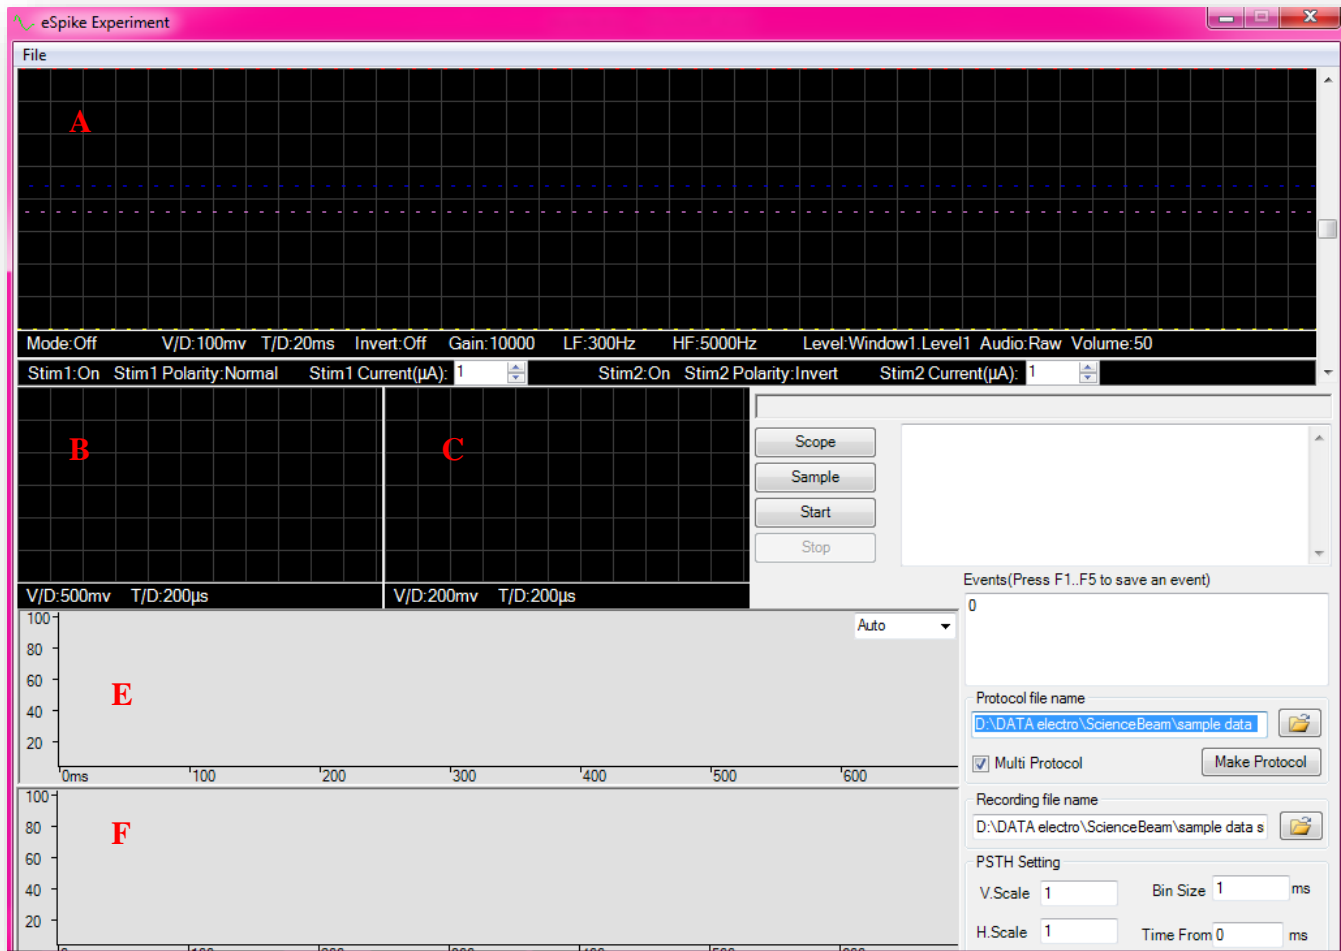 eSpike Experiment
File
A
Mode:Off V/D:100mv T/D:20ms Invert:Off Gain:10000 LF:300Hz HF:5000Hz Level:Window1.Level1 Audio:Raw Volume:50
Stim1:On Stim1 Polarity:Normal Stim1 Current(µA): 1 Stim2:On Stim2 Polarity:Invert Stim2 Current(µA): 1
B
V/D:500mv T/D:200µs
C
V/D:200mv T/D:200µs
Scope
Sample
Start
Stop
Events(Press F1..F5 to save an event)
0
Auto
100
80
60
40
20
E
0ms 100 200 300 400 500 600
Protocol file name
D:\DATA electro\ScienceBeam\sample data
Multi Protocol
Make Protocol
Recording file name
D:\DATA electro\ScienceBeam\sample data s
100
80
60
40
20
F
PSTH Setting
V.Scale 1 Bin Size 1 ms
H.Scale 1 Time From 0 ms